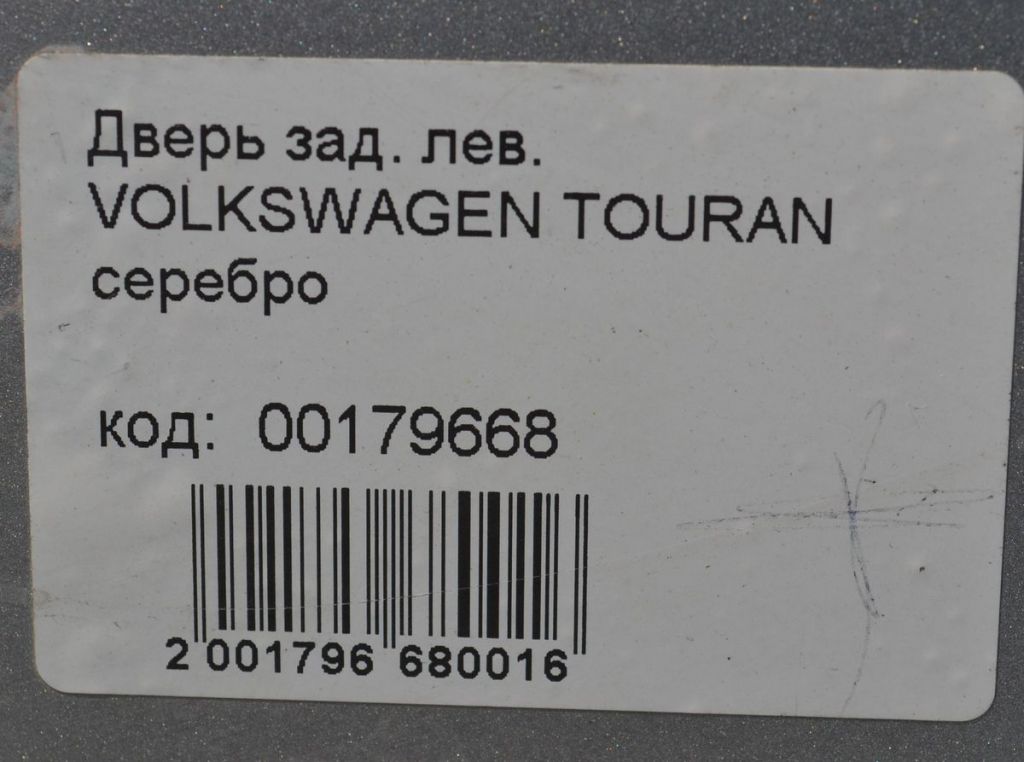 Дверь зад. лев.
VOLKSWAGEN TOURAN
серебро
код: 00179668
2 001796 680016